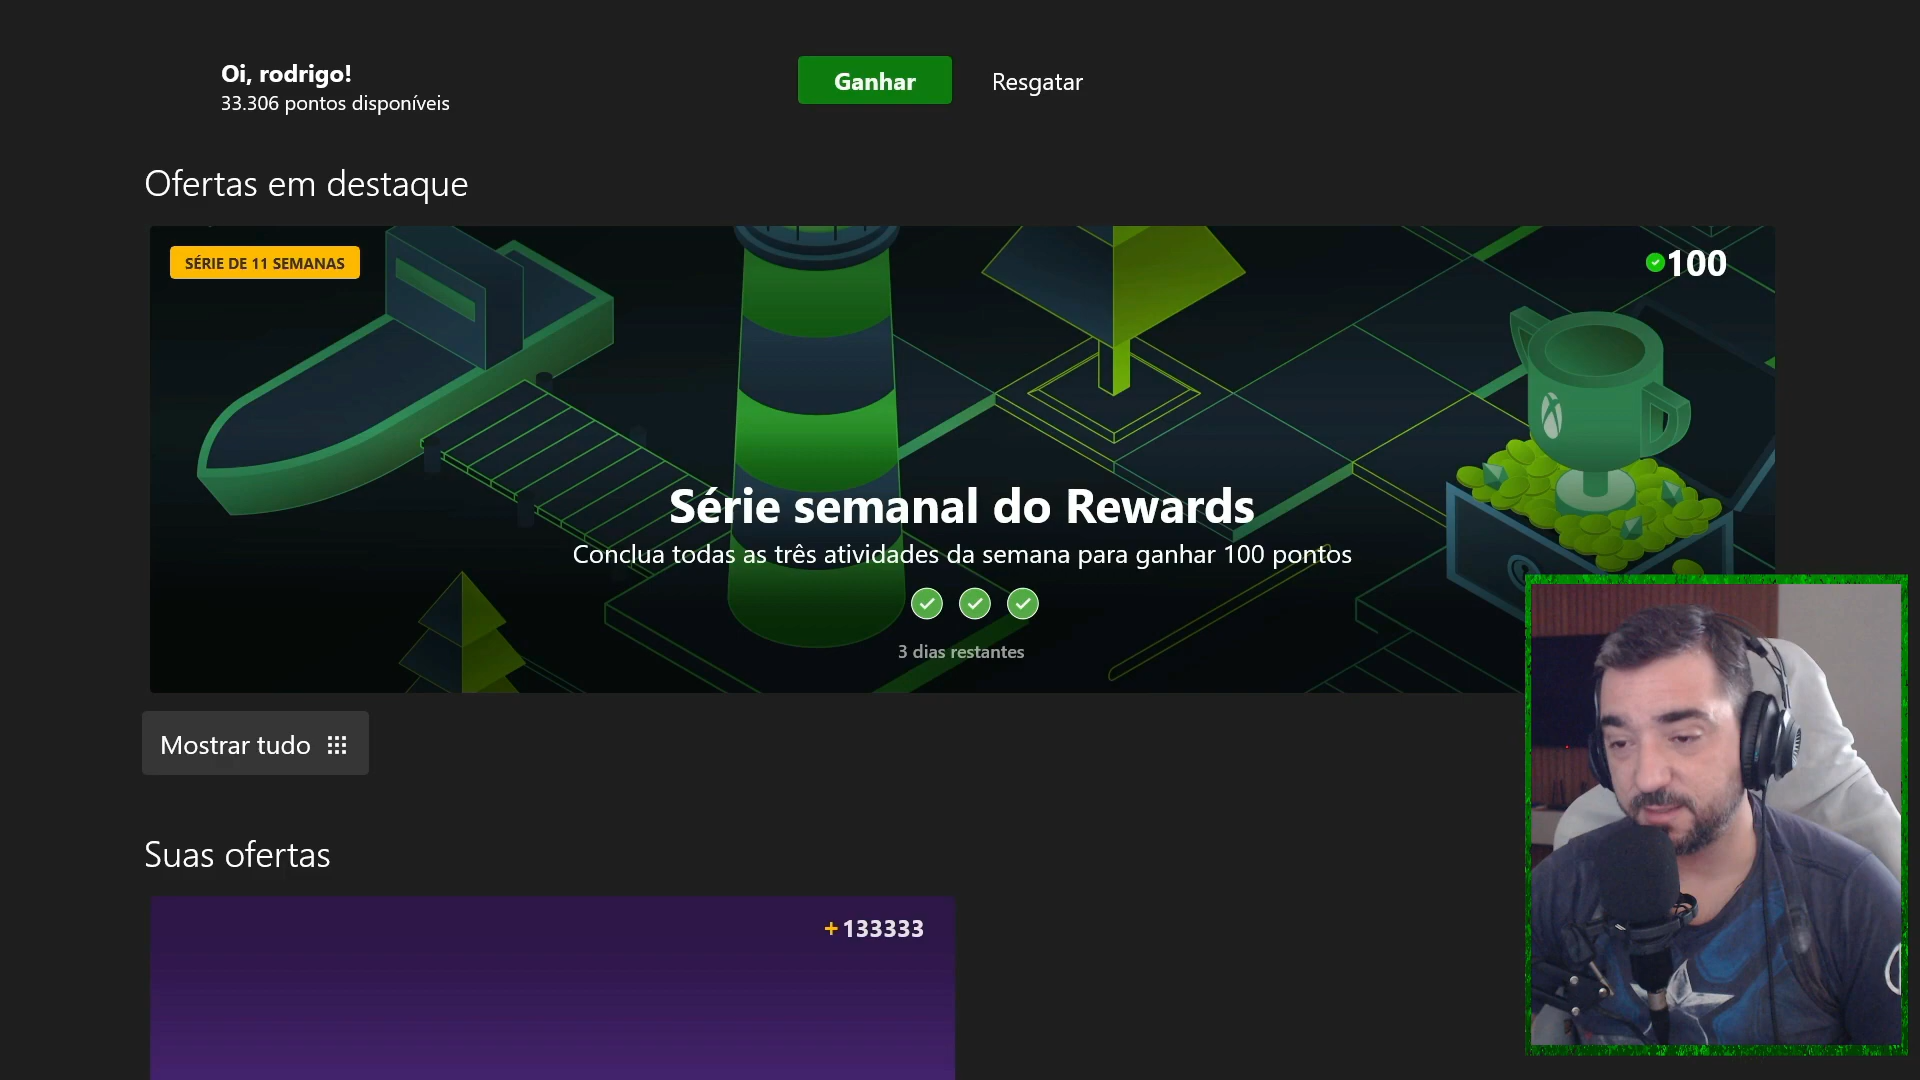 Oi, rodrigo!
33.306 pontos disponíveis
Ganhar
Resgatar
Ofertas em destaque
SÉRIE DE 11 SEMANAS
100
Série semanal do Rewards
Conclua todas as três atividades da semana para ganhar 100 pontos
3 dias restantes
Mostrar tudo
Suas ofertas
+133333